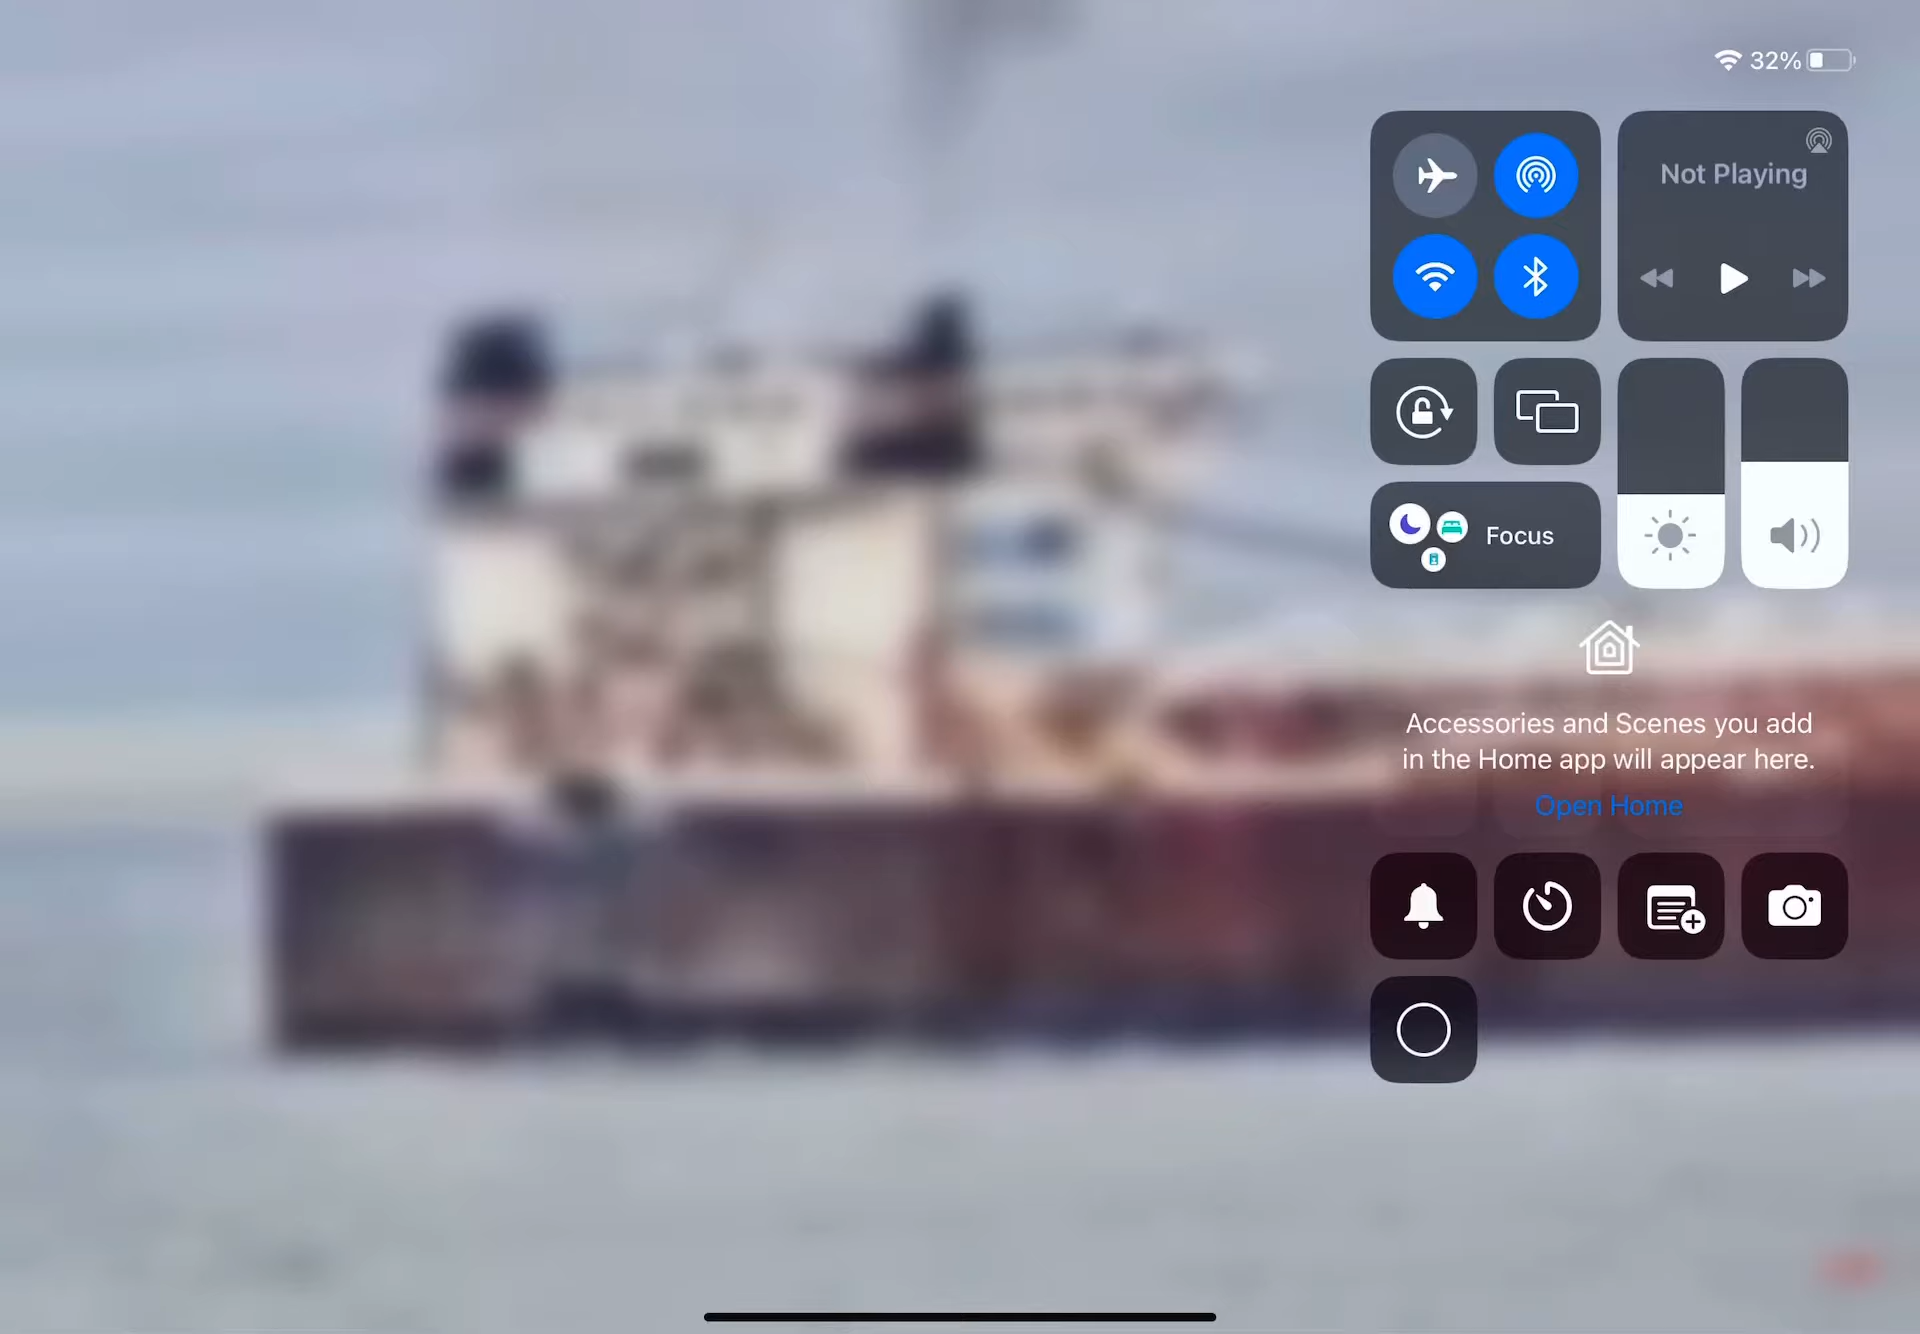 32%
Not Playing
Focus
Accessories and Scenes you add
in the Home app will appear here.
Open Home